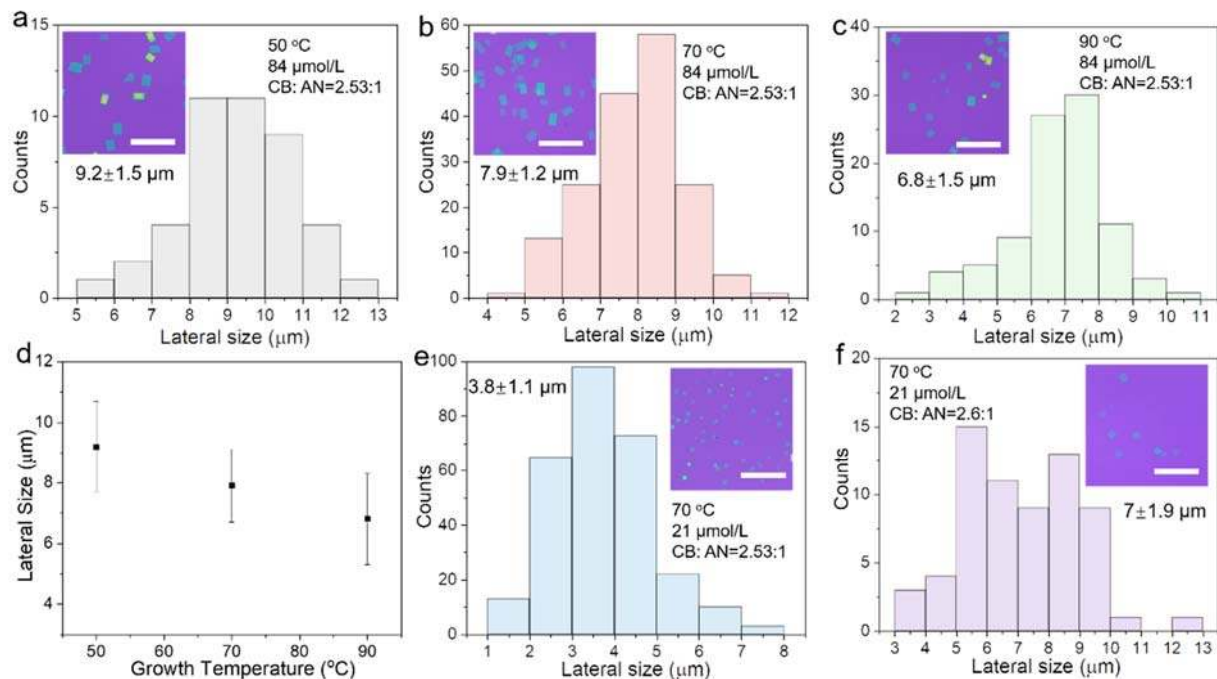 a
15
10
5
0
Counts
50 °C
84 µmol/L
CB: AN=2.53:1
9.2±1.5 µm
5 6 7 8 9 10 11 12 13
Lateral size (µm)
b
60
50
40
30
20
10
0
Counts
70 °C
84 µmol/L
CB: AN=2.53:1
7.9±1.2 µm
4 5 6 7 8 9 10 11 12
Lateral size (µm)
c
40
30
20
10
0
Counts
90 °C
84 µmol/L
CB: AN=2.53:1
6.8±1.5 µm
2 3 4 5 6 7 8 9 10 11
Lateral size (µm)
d
12
10
8
6
4
Lateral Size (µm)
50 60 70 80 90
Growth Temperature (°C)
e
100
80
60
40
20
0
Counts
3.8±1.1 µm
70 °C
21 µmol/L
CB: AN=2.53:1
1 2 3 4 5 6 7 8
Lateral size (µm)
f
20
15
10
5
0
Counts
70 °C
21 µmol/L
CB: AN=2.6:1
7±1.9 µm
3 4 5 6 7 8 9 10 11 12 13
Lateral size (µm)